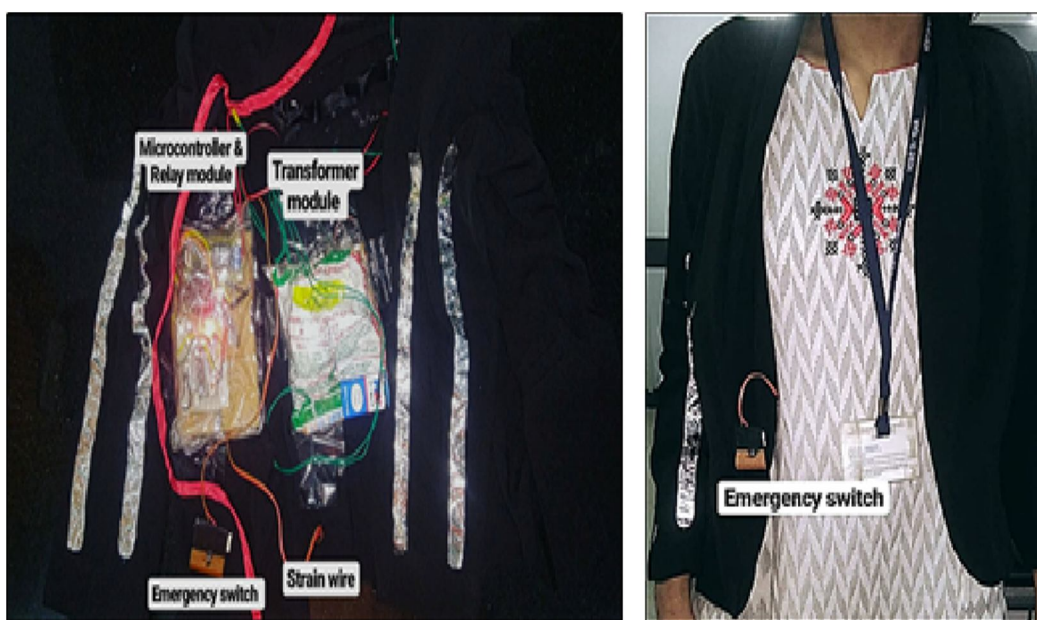 Microcontroller &
Relay module
Transformer
module
Emergency switch
Strain wire
Emergency switch